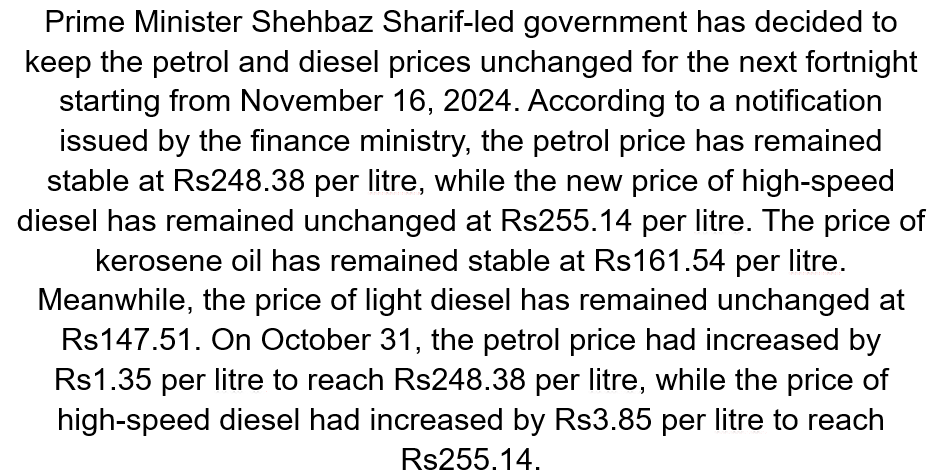 Prime Minister Shehbaz Sharif-led government has decided to
keep the petrol and diesel prices unchanged for the next fortnight
starting from November 16, 2024. According to a notification
issued by the finance ministry, the petrol price has remained
stable at Rs248.38 per litre, while the new price of high-speed
diesel has remained unchanged at Rs255.14 per litre. The price of
kerosene oil has remained stable at Rs161.54 per litre.
Meanwhile, the price of light diesel has remained unchanged at
Rs147.51. On October 31, the petrol price had increased by
Rs1.35 per litre to reach Rs248.38 per litre, while the price of
high-speed diesel had increased by Rs3.85 per litre to reach
Rs255.14.